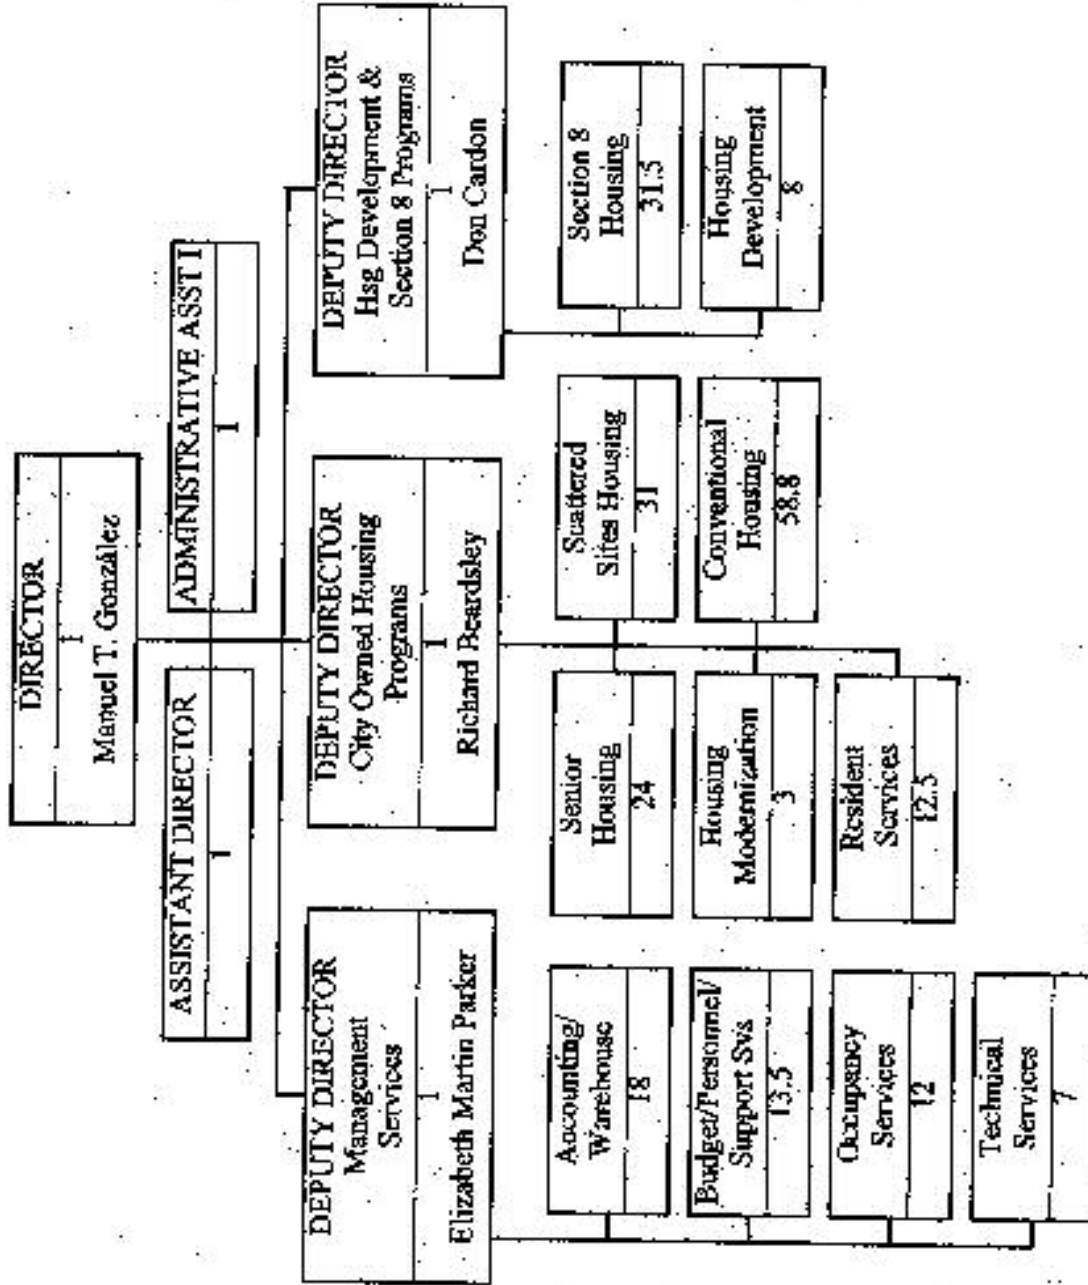 DIRECTOR
1
Manuel T. González
ASSISTANT DIRECTOR
1
ADMINISTRATIVE ASST I
1
DEPUTY DIRECTOR
Management
Services
1
Elizabeth Martin Parker
DEPUTY DIRECTOR
City Owned Housing
Programs
1
Richard Beardsley
DEPUTY DIRECTOR
Hsg Development &
Section 8 Programs
1
Don Cardon
Accounting/
Warehouse
18
Budget/Personnel/
Support Svs
13.5
Occupancy
Services
12
Technical
Services
7
Senior
Housing
24
Housing
Modernization
3
Resident
Services
12.5
Scattered
Sites Housing
31
Conventional
Housing
58.8
Section 8
Housing
31.5
Housing
Development
8